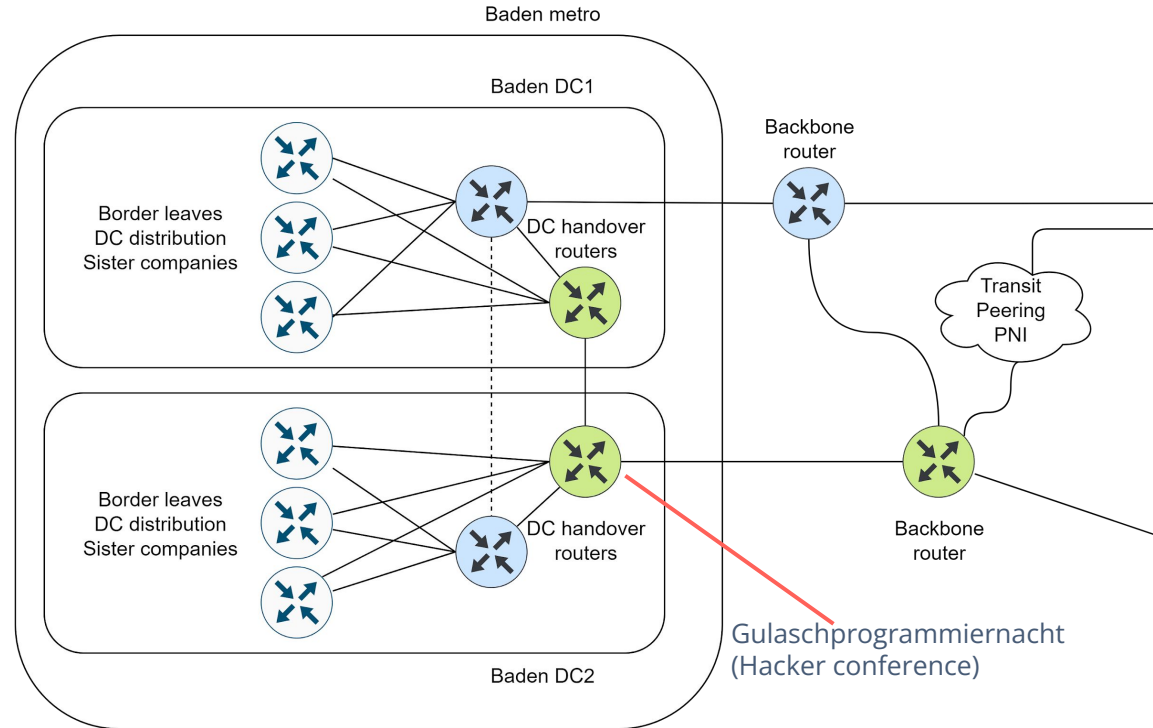 Baden metro
Baden DC1
Border leaves
DC distribution
Sister companies
DC handover
routers
Backbone
router
Transit
Peering
PNI
Border leaves
DC distribution
Sister companies
DC handover
routers
Backbone
router
Gulaschprogrammiernacht
(Hacker conference)
Baden DC2